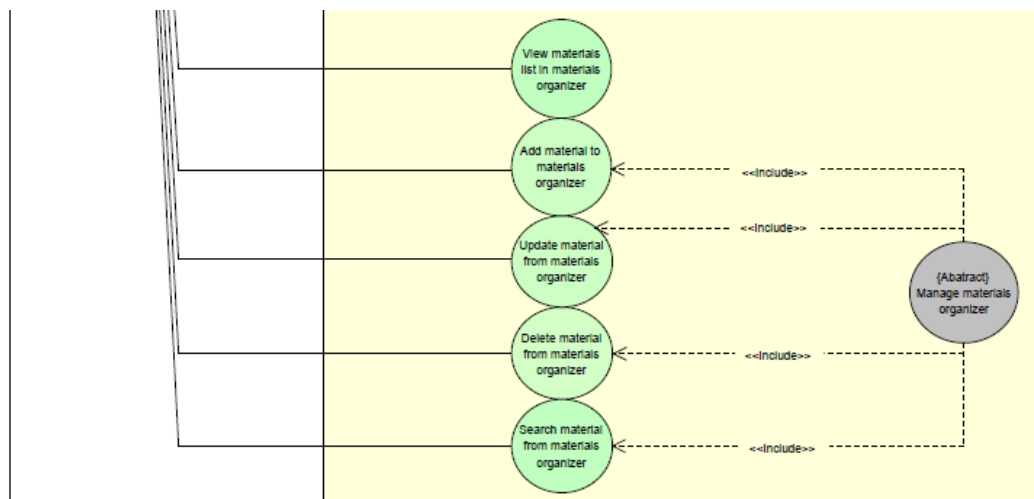 View materials
list in materials
organizer
Add material to
materials
organizer
<<Include>>
<<Include>>
Update material
from materials
organizer
{Abatract}
Manage materials
organizer
Delete material
from materials
organizer
<<Include>>
Search material
from materials
organizer
<<Include>>